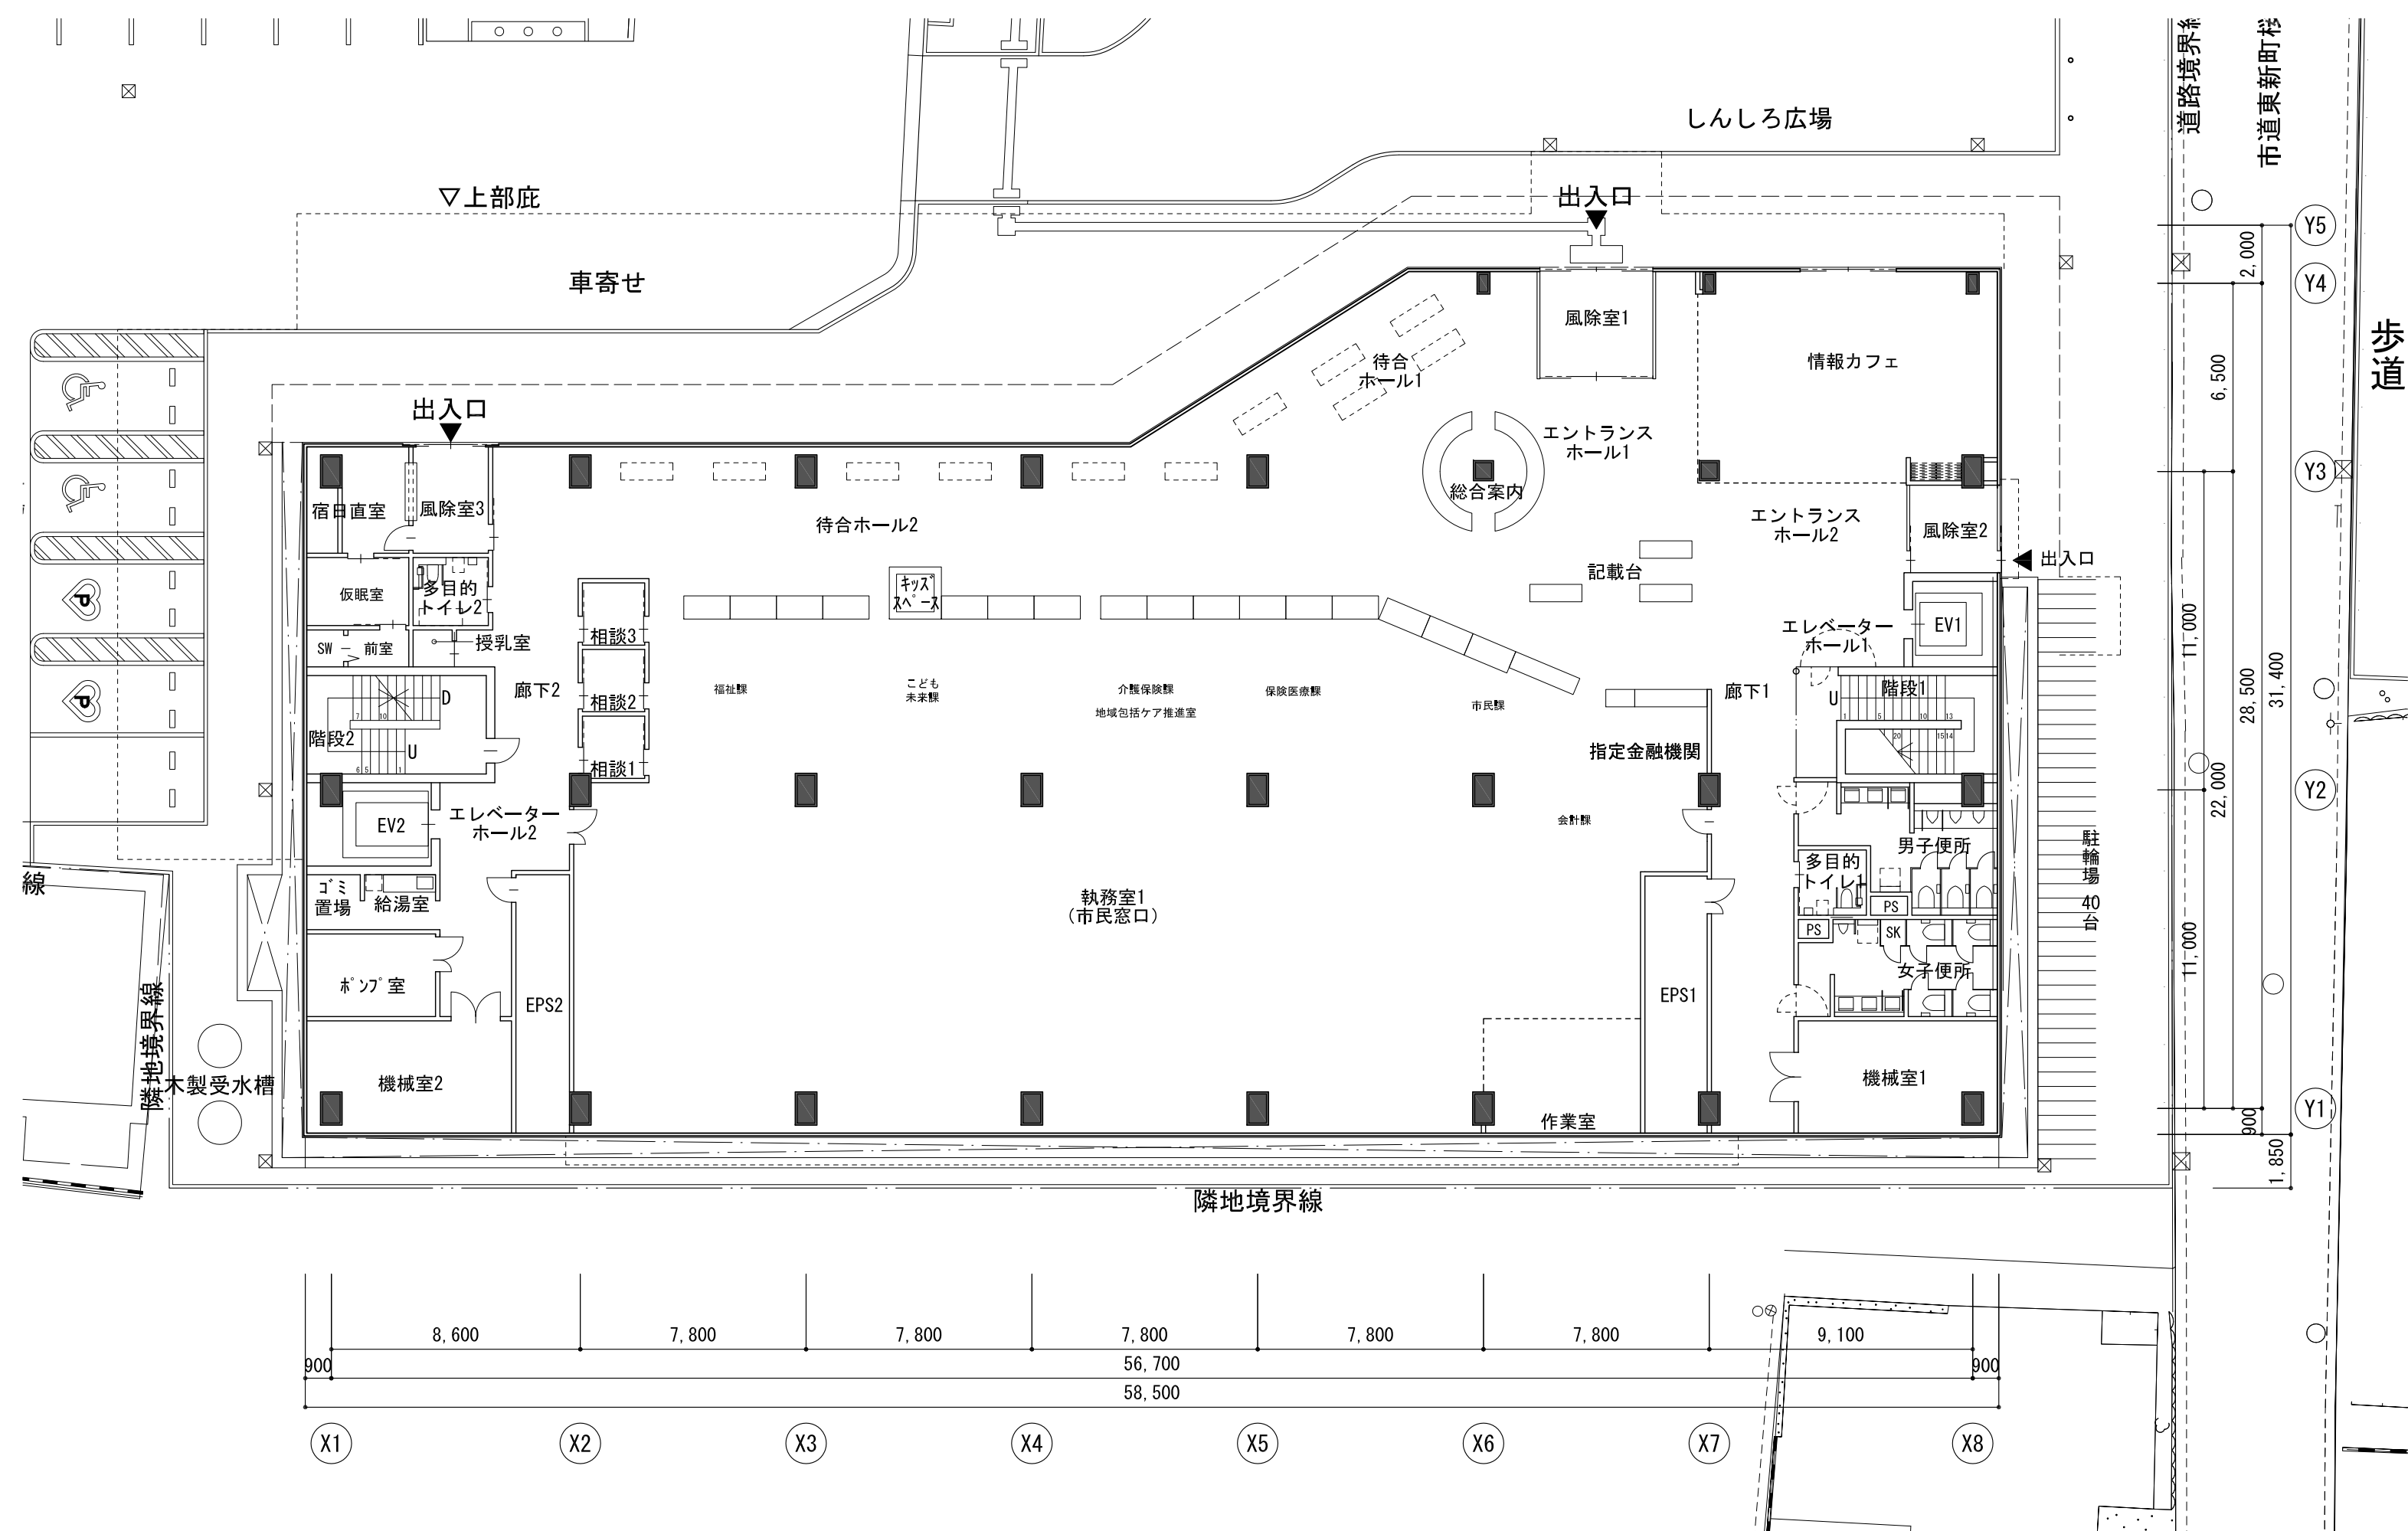 しんしろ広場
道路境界線
市道東新町桜
▽上部庇
出入口
車寄せ
歩道
風除室1
待合
ホール1
情報カフェ
エントランス
ホール1
総合案内
出入口
宿日直室
風除室3
待合ホール2
エントランス
ホール2
風除室2
出入口
記載台
キッズ
スペース
仮眠室
多目的
トイレ2
授乳室
SW
前室
相談3
相談2
相談1
廊下2
エレベーター
ホール1
EV1
福祉課
こども
未来課
介護保険課
地域包括ケア推進室
保険医療課
市民課
廊下1
階段1
U
1
5
10
13
20
15
14
階段2
D
U
7
10
6
5
1
指定金融機関
会計課
EV2
エレベーター
ホール2
ゴミ
置場
給湯室
執務室1
(市民窓口)
男子便所
多目的
トイレ1
PS
PS
SK
女子便所
駐輪場 40台
ポンプ室
EPS2
EPS1
機械室2
機械室1
作業室
線
隣地境界線
木製受水槽
隣地境界線
P
P
Y5
Y4
Y3
Y2
Y1
2,000
6,500
11,000
11,000
22,000
28,500
31,400
900
1,850
8,600
7,800
7,800
7,800
7,800
7,800
9,100
900
56,700
900
58,500
X1
X2
X3
X4
X5
X6
X7
X8